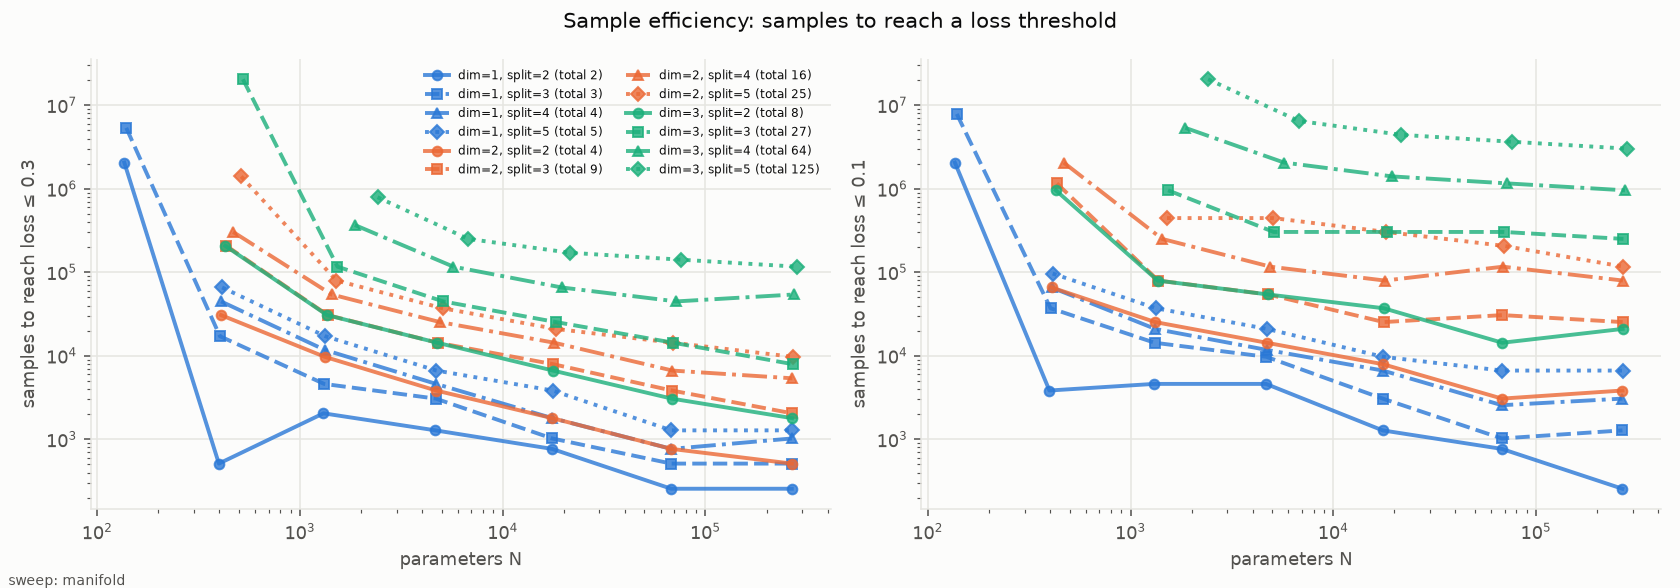 Sample efficiency: samples to reach a loss threshold
samples to reach loss ≤ 0.3
10⁷
10⁶
10⁵
10⁴
10³
10²
10³
10⁴
10⁵
parameters N
dim=1, split=2 (total 2)
dim=1, split=3 (total 3)
dim=1, split=4 (total 4)
dim=1, split=5 (total 5)
dim=2, split=2 (total 4)
dim=2, split=3 (total 9)
dim=2, split=4 (total 16)
dim=2, split=5 (total 25)
dim=3, split=2 (total 8)
dim=3, split=3 (total 27)
dim=3, split=4 (total 64)
dim=3, split=5 (total 125)
samples to reach loss ≤ 0.1
10⁷
10⁶
10⁵
10⁴
10³
10²
10³
10⁴
10⁵
parameters N
sweep: manifold